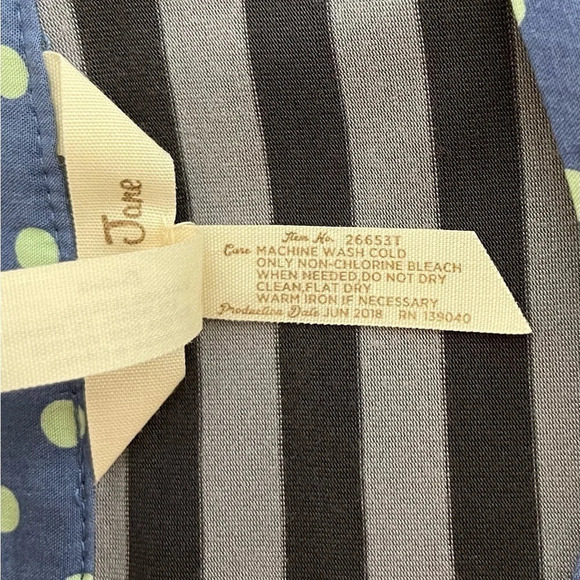 Jane
Item No. 26653T
Care MACHINE WASH COLD
ONLY NON-CHLORINE BLEACH
WHEN NEEDED,DO NOT DRY
CLEAN,FLAT DRY
WARM IRON IF NECESSARY
Production Date JUN 2018 RN 139040